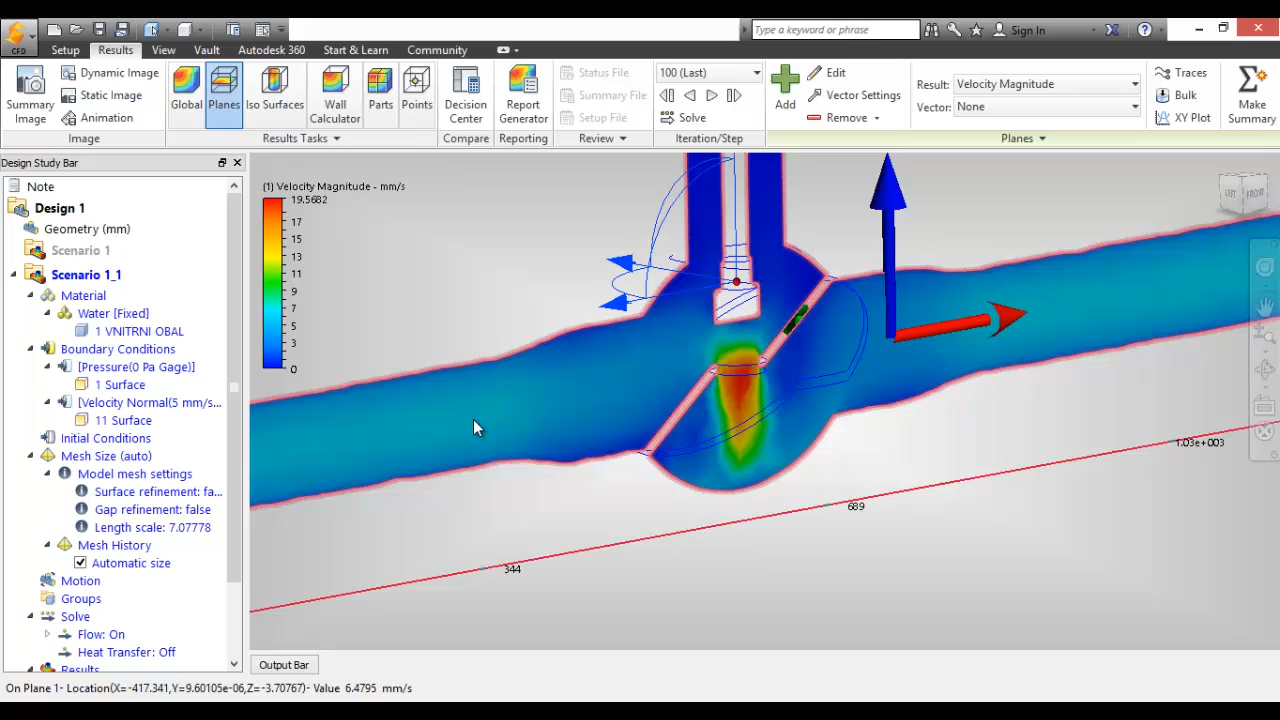 Type a keyword or phrase
Sign In
CFD
Setup Results View Vault Autodesk 360 Start & Learn Community
Summary Image
Dynamic Image
Static Image
Animation
Image
Global
Planes
Iso Surfaces
Wall Calculator
Parts
Points
Results Tasks
Decision Center
Compare
Report Generator
Reporting
Status File
Summary File
Setup File
Review
100 (Last)
Solve
Iteration/Step
Add
Edit
Vector Settings
Remove
Result: Velocity Magnitude
Vector: None
Traces
Bulk
XY Plot
Planes
Make Summary
Design Study Bar
Note
Design 1
Geometry (mm)
Scenario 1
Scenario 1_1
Material
Water [Fixed]
1 VNITRNI OBAL
Boundary Conditions
[Pressure(0 Pa Gage)]
1 Surface
[Velocity Normal(5 mm/s...
11 Surface
Initial Conditions
Mesh Size (auto)
Model mesh settings
Surface refinement: fa...
Gap refinement: false
Length scale: 7.07778
Mesh History
Automatic size
Motion
Groups
Solve
Flow: On
Heat Transfer: Off
Results
(1) Velocity Magnitude - mm/s
19.5682
17
15
13
11
9
7
5
3
0
LEFT FRONT
1.03e+003
689
344
Output Bar
On Plane 1- Location(X=-417.341,Y=9.60105e-06,Z=-3.70767)- Value 6.4795 mm/s